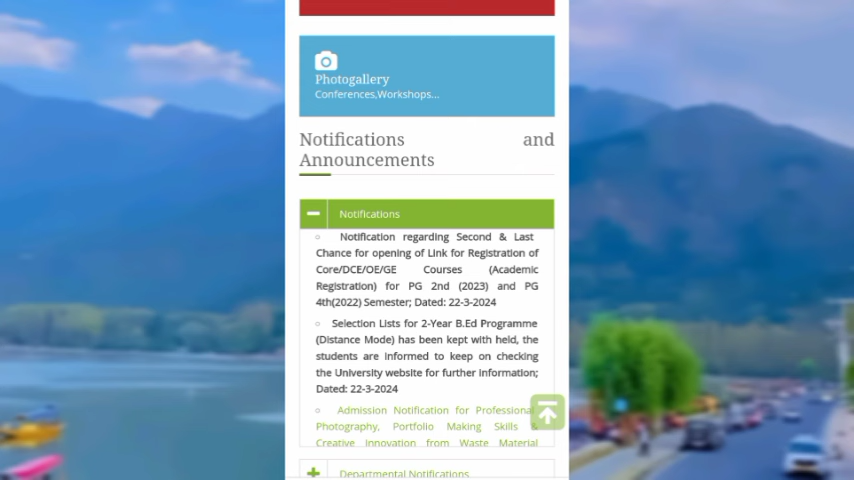 Photogallery
Conferences,Workshops...
Notifications and
Announcements
Notifications
Notification regarding Second & Last
Chance for opening of Link for Registration of
Core/DCE/OE/GE Courses (Academic
Registration) for PG 2nd (2023) and PG
4th(2022) Semester; Dated: 22-3-2024
Selection Lists for 2-Year B.Ed Programme
(Distance Mode) has been kept with held, the
students are informed to keep on checking
the University website for further information;
Dated: 22-3-2024
Admission Notification for Professional
Photography, Portfolio Making Skills &
Creative Innovation from Waste Material
Departmental Notifications